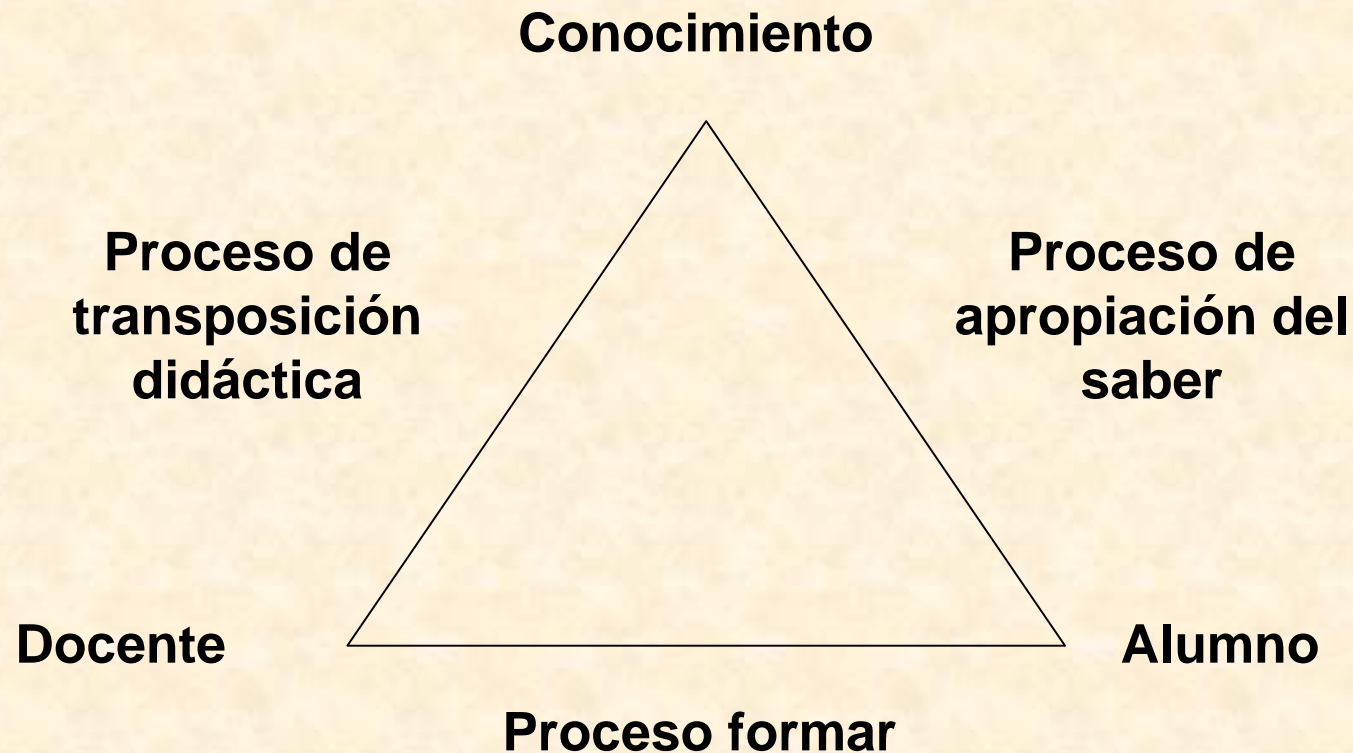 Conocimiento
Proceso de
transposición
didáctica
Proceso de
apropiación del
saber
Docente
Alumno
Proceso formar